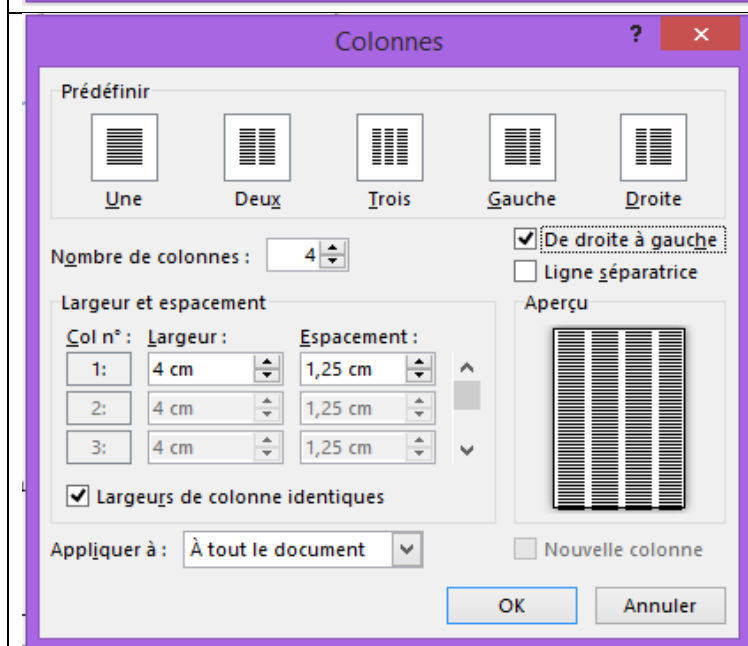 Colonnes ? ×
Prédéfinir
Une Deux Trois Gauche Droite
Nombre de colonnes : 4
De droite à gauche
Ligne séparatrice
Largeur et espacement
Col n° : Largeur : Espacement :
1: 4 cm 1,25 cm
2: 4 cm 1,25 cm
3: 4 cm 1,25 cm
Largeurs de colonne identiques
Aperçu
Appliquer à : À tout le document
Nouvelle colonne
OK Annuler